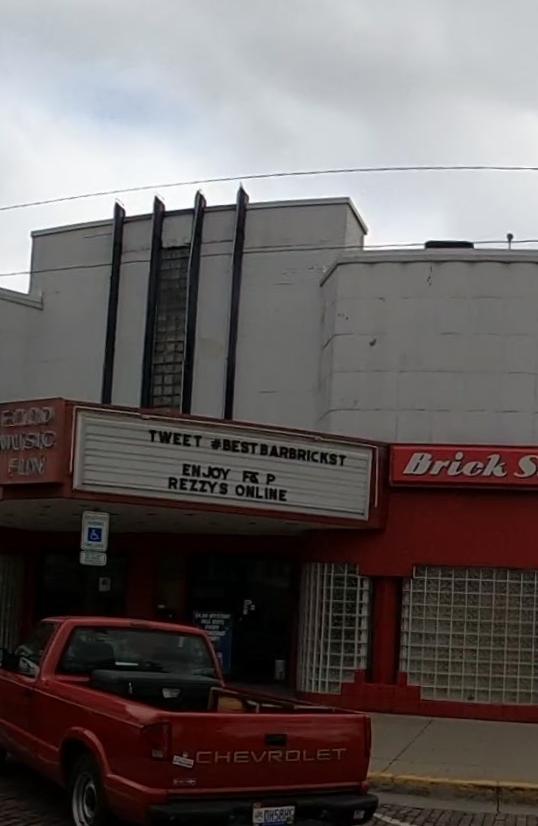 FOOD
MUSIC
FUN
TWEET #BESTBARBRICKST
ENJOY F& P
REZZYS ONLINE
Brick S
CHEVROLET